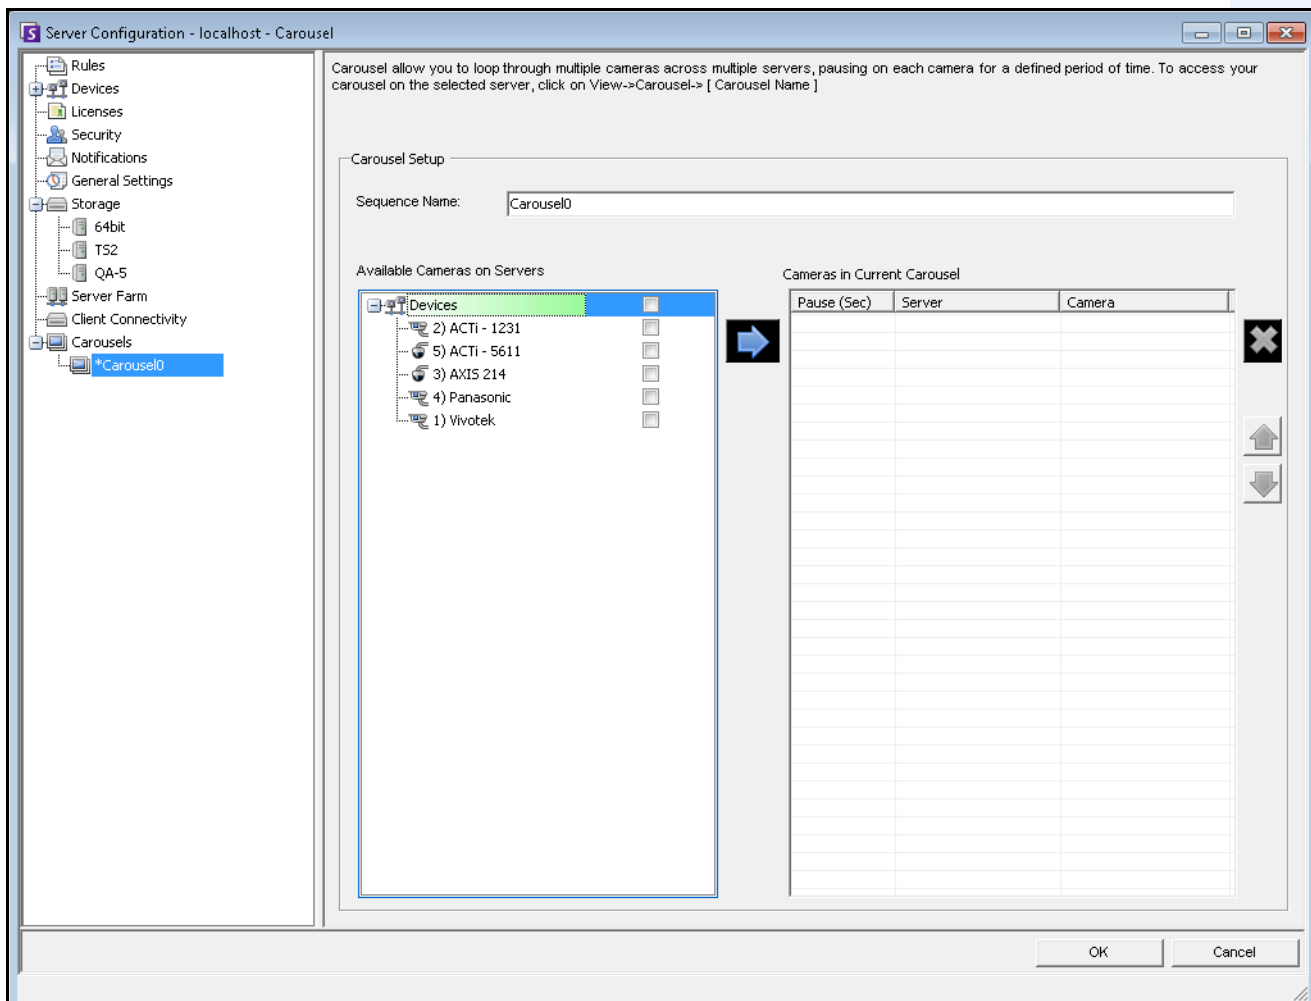 Server Configuration - localhost - Carousel
Rules
Devices
Licenses
Security
Notifications
General Settings
Storage
64bit
TS2
QA-5
Server Farm
Client Connectivity
Carousels
*Carousel0
Carousel allow you to loop through multiple cameras across multiple servers, pausing on each camera for a defined period of time. To access your
carousel on the selected server, click on View->Carousel-> [ Carousel Name ]
Carousel Setup
Sequence Name:
Carousel0
Available Cameras on Servers
Devices
2) ACTi - 1231
5) ACTi - 5611
3) AXIS 214
4) Panasonic
1) Vivotek
Cameras in Current Carousel
Pause (Sec) Server Camera
OK Cancel